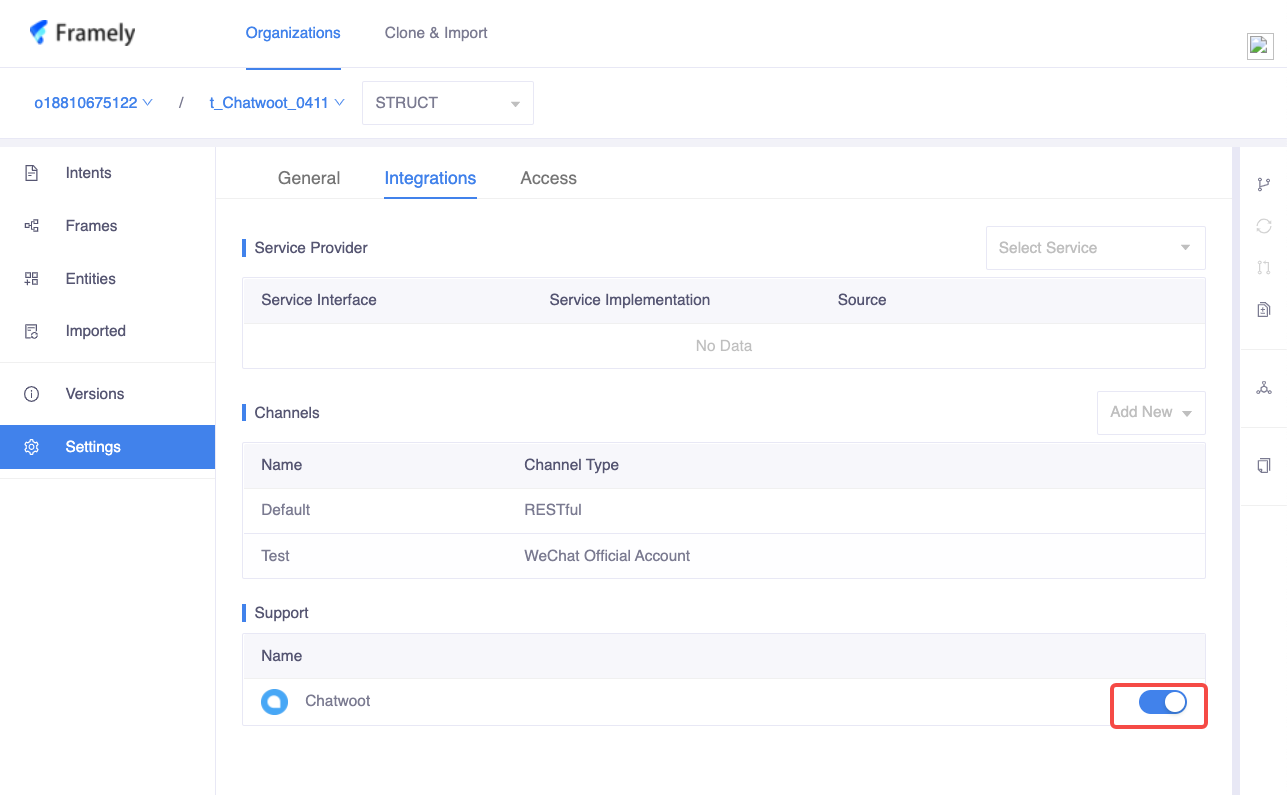 Framely
Organizations
Clone & Import
o18810675122
/
t_Chatwoot_0411
STRUCT
Intents
Frames
Entities
Imported
Versions
Settings
General
Integrations
Access
Service Provider
Select Service
Service Interface
Service Implementation
Source
No Data
Channels
Add New
Name
Channel Type
Default
RESTful
Test
WeChat Official Account
Support
Name
Chatwoot